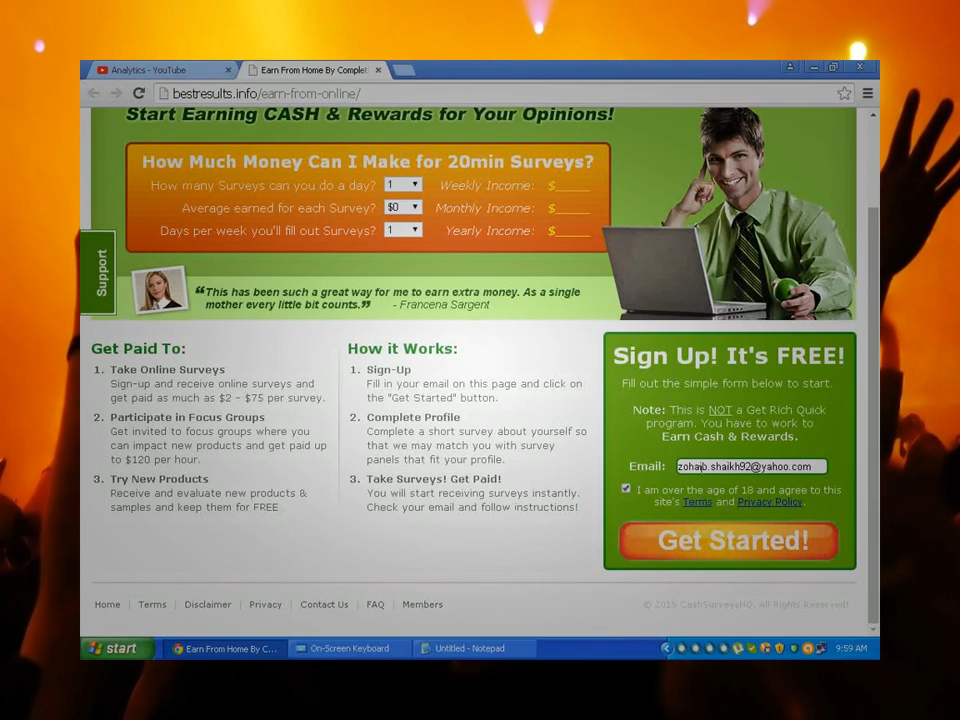 Analytics - YouTube
Earn From Home By Complet
bestresults.info/earn-from-online/
Start Earning CASH & Rewards for Your Opinions!
How Much Money Can I Make for 20min Surveys?
How many Surveys can you do a day? 1 Weekly Income: $_____
Average earned for each Survey? $0 Monthly Income: $_____
Days per week you'll fill out Surveys? 1 Yearly Income: $_____
Support
❝This has been such a great way for me to earn extra money. As a single
mother every little bit counts.❞ - Francena Sargent
Get Paid To:
1. Take Online Surveys
Sign-up and receive online surveys and
get paid as much as $2 - $75 per survey.
2. Participate in Focus Groups
Get invited to focus groups where you
can impact new products and get paid up
to $120 per hour.
3. Try New Products
Receive and evaluate new products &
samples and keep them for FREE
How it Works:
1. Sign-Up
Fill in your email on this page and click on
the "Get Started" button.
2. Complete Profile
Complete a short survey about yourself so
that we may match you with survey
panels that fit your profile.
3. Take Surveys! Get Paid!
You will start receiving surveys instantly.
Check your email and follow instructions!
Sign Up! It's FREE!
Fill out the simple form below to start.
Note: This is NOT a Get Rich Quick
program. You have to work to
Earn Cash & Rewards.
Email: zohaib.shaikh92@yahoo.com
I am over the age of 18 and agree to this
site's Terms and Privacy Policy.
Get Started!
Home | Terms | Disclaimer | Privacy | Contact Us | FAQ | Members
© 2015 CashSurveysHQ. All Rights Reserved!
start
Earn From Home By C...
On-Screen Keyboard
Untitled - Notepad
9:59 AM